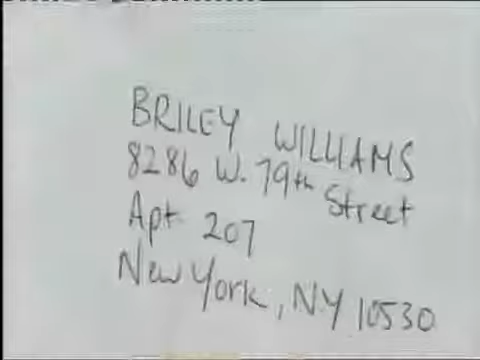 BRILEY WILLIAMS
8286 W. 79th Street
Apt 207
New York, NY 10530